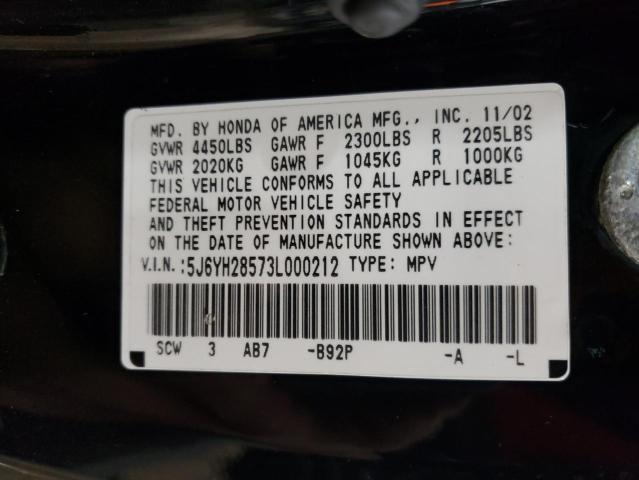 MFD. BY HONDA OF AMERICA MFG., INC. 11/02
GVWR 4450LBS GAWR F 2300LBS R 2205LBS
GVWR 2020KG GAWR F 1045KG R 1000KG
THIS VEHICLE CONFORMS TO ALL APPLICABLE
FEDERAL MOTOR VEHICLE SAFETY
AND THEFT PREVENTION STANDARDS IN EFFECT
ON THE DATE OF MANUFACTURE SHOWN ABOVE:
V.I.N.:5J6YH28573L000212 TYPE: MPV
SCW 3 AB7 -B92P -A -L